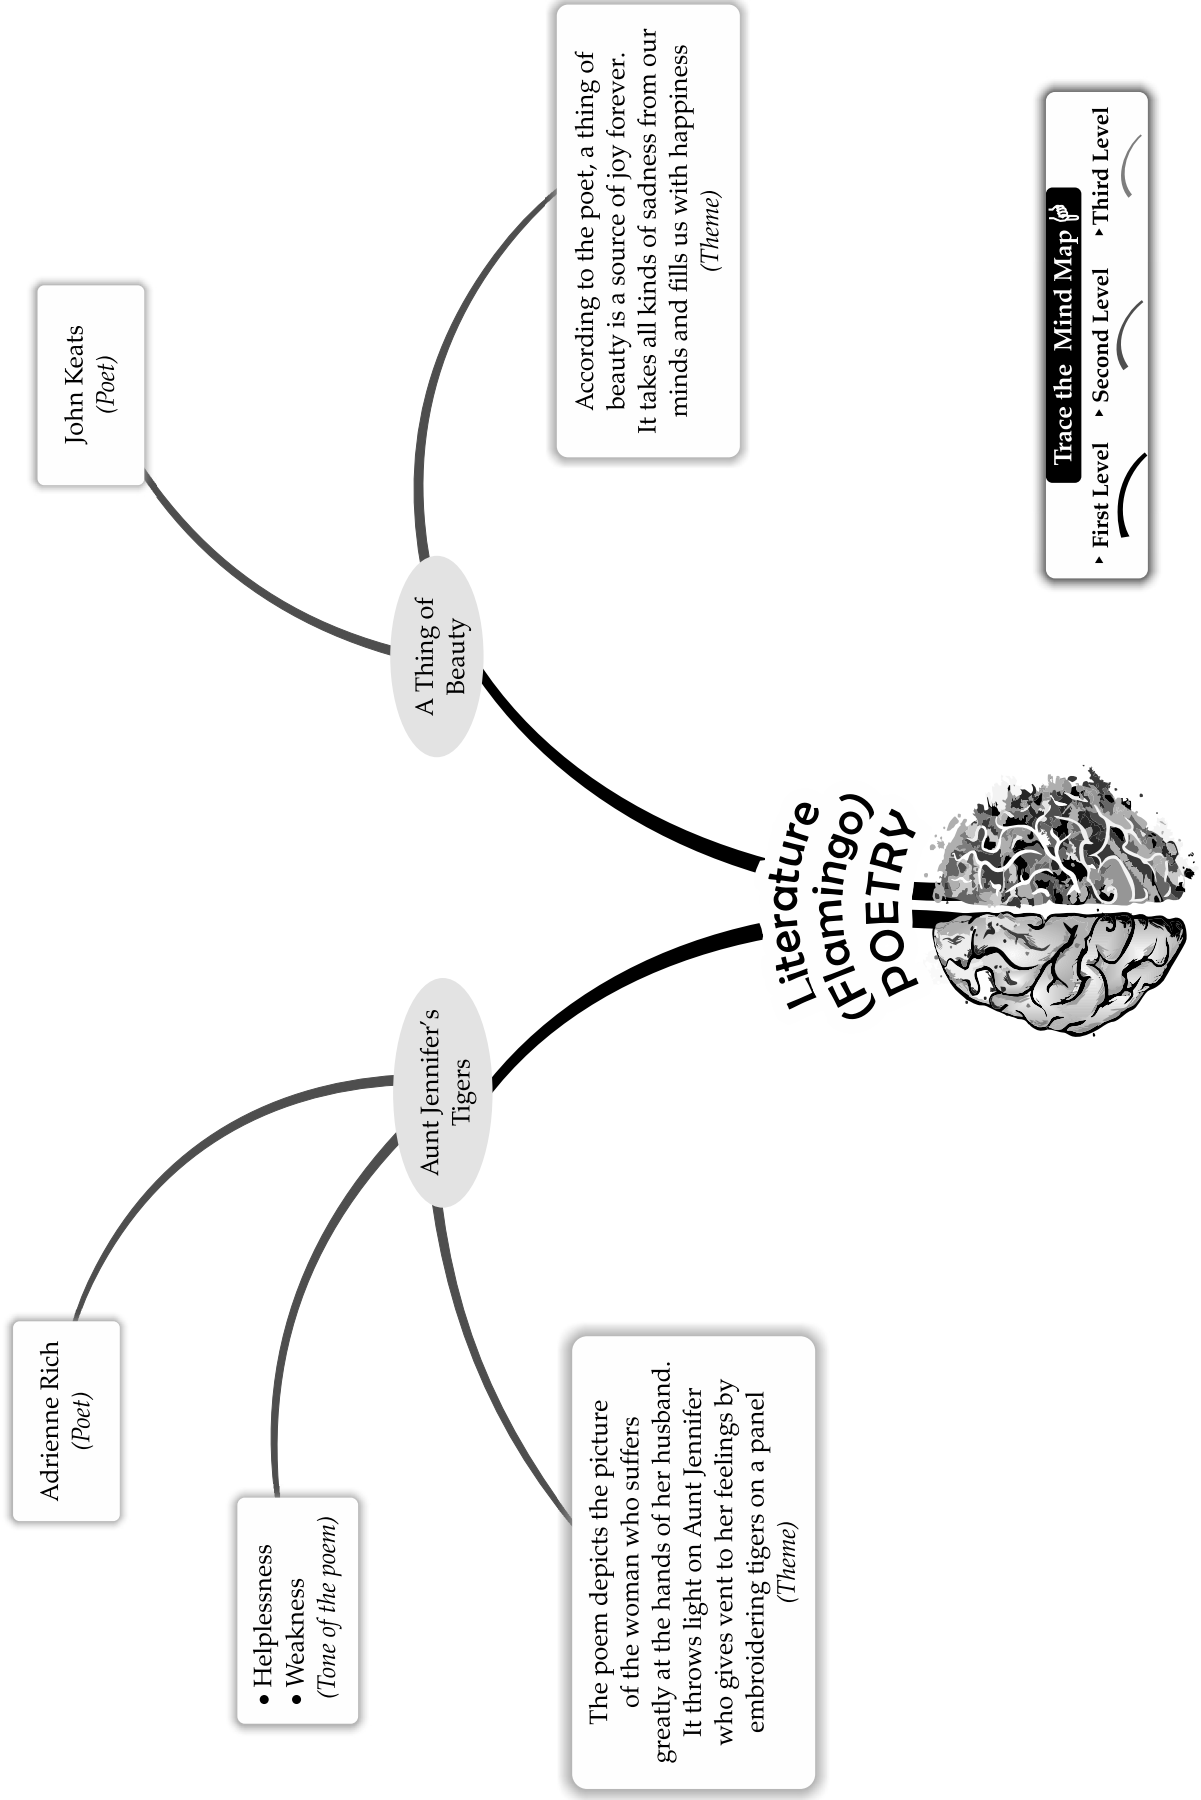 Adrienne Rich
(Poet)
• Helplessness
• Weakness
(Tone of the poem)
The poem depicts the picture
of the woman who suffers
greatly at the hands of her husband.
It throws light on Aunt Jennifer
who gives vent to her feelings by
embroidering tigers on a panel
(Theme)
Aunt Jennifer's
Tigers
Literature
(Flamingo)
POETRY
A Thing of
Beauty
John Keats
(Poet)
According to the poet, a thing of
beauty is a source of joy forever.
It takes all kinds of sadness from our
minds and fills us with happiness
(Theme)
Trace the Mind Map
▸ First Level ▸ Second Level ▸ Third Level